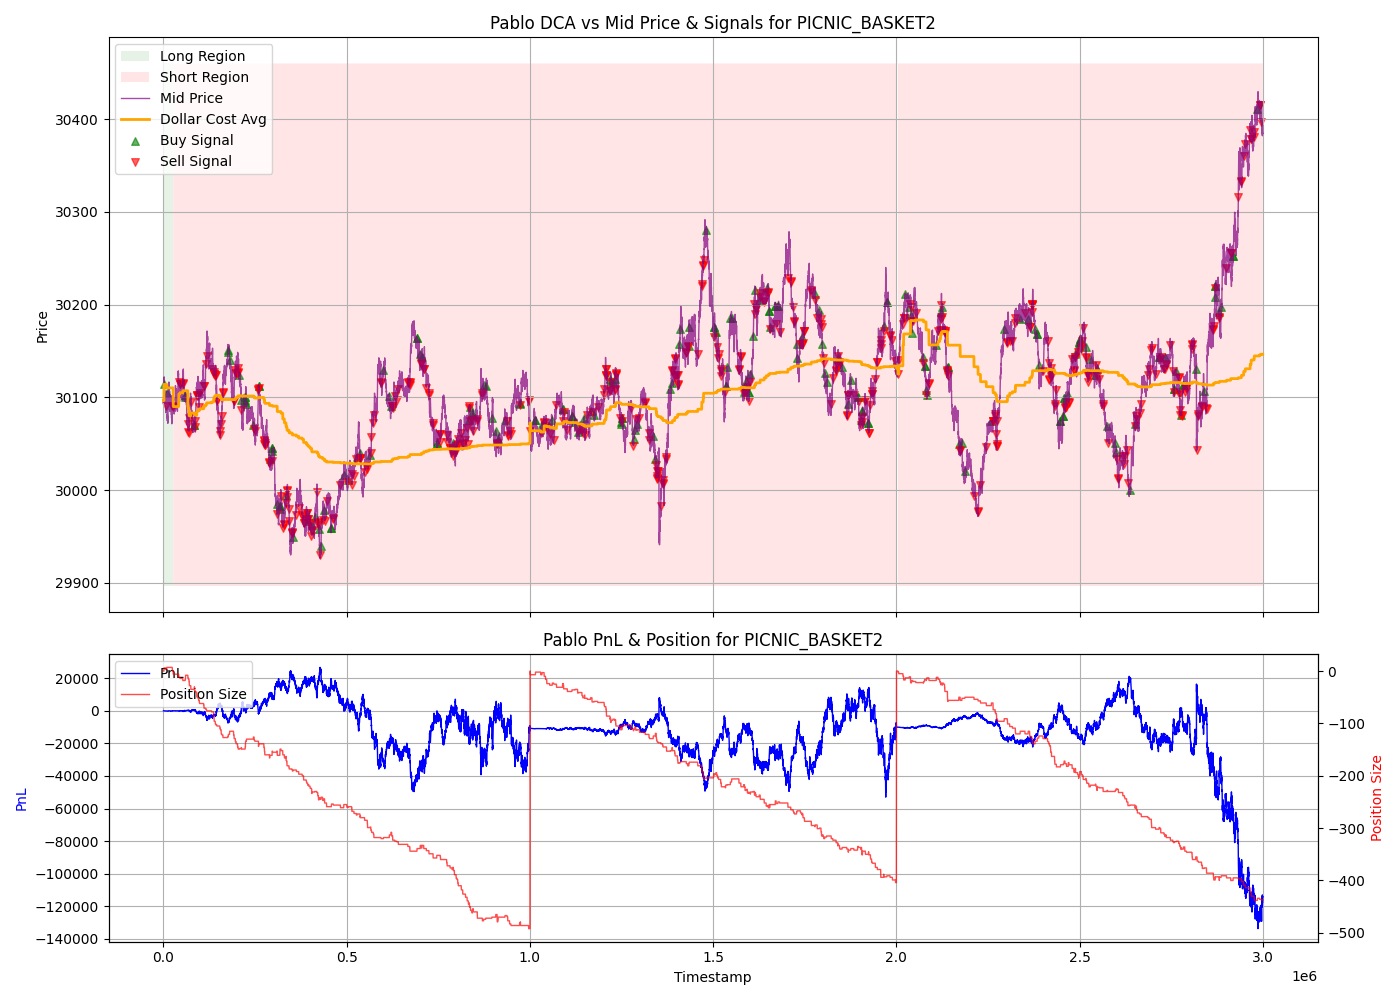 Pablo DCA vs Mid Price & Signals for PICNIC_BASKET2
Long Region
Short Region
Mid Price
Dollar Cost Avg
Buy Signal
Sell Signal
Price
30400
30300
30200
30100
30000
29900
Pablo PnL & Position for PICNIC_BASKET2
PnL
Position Size
PnL
20000
0
−20000
−40000
−60000
−80000
−100000
−120000
−140000
0
−100
−200
−300
−400
−500
Position Size
0.0 0.5 1.0 1.5 2.0 2.5 3.0
1e6
Timestamp